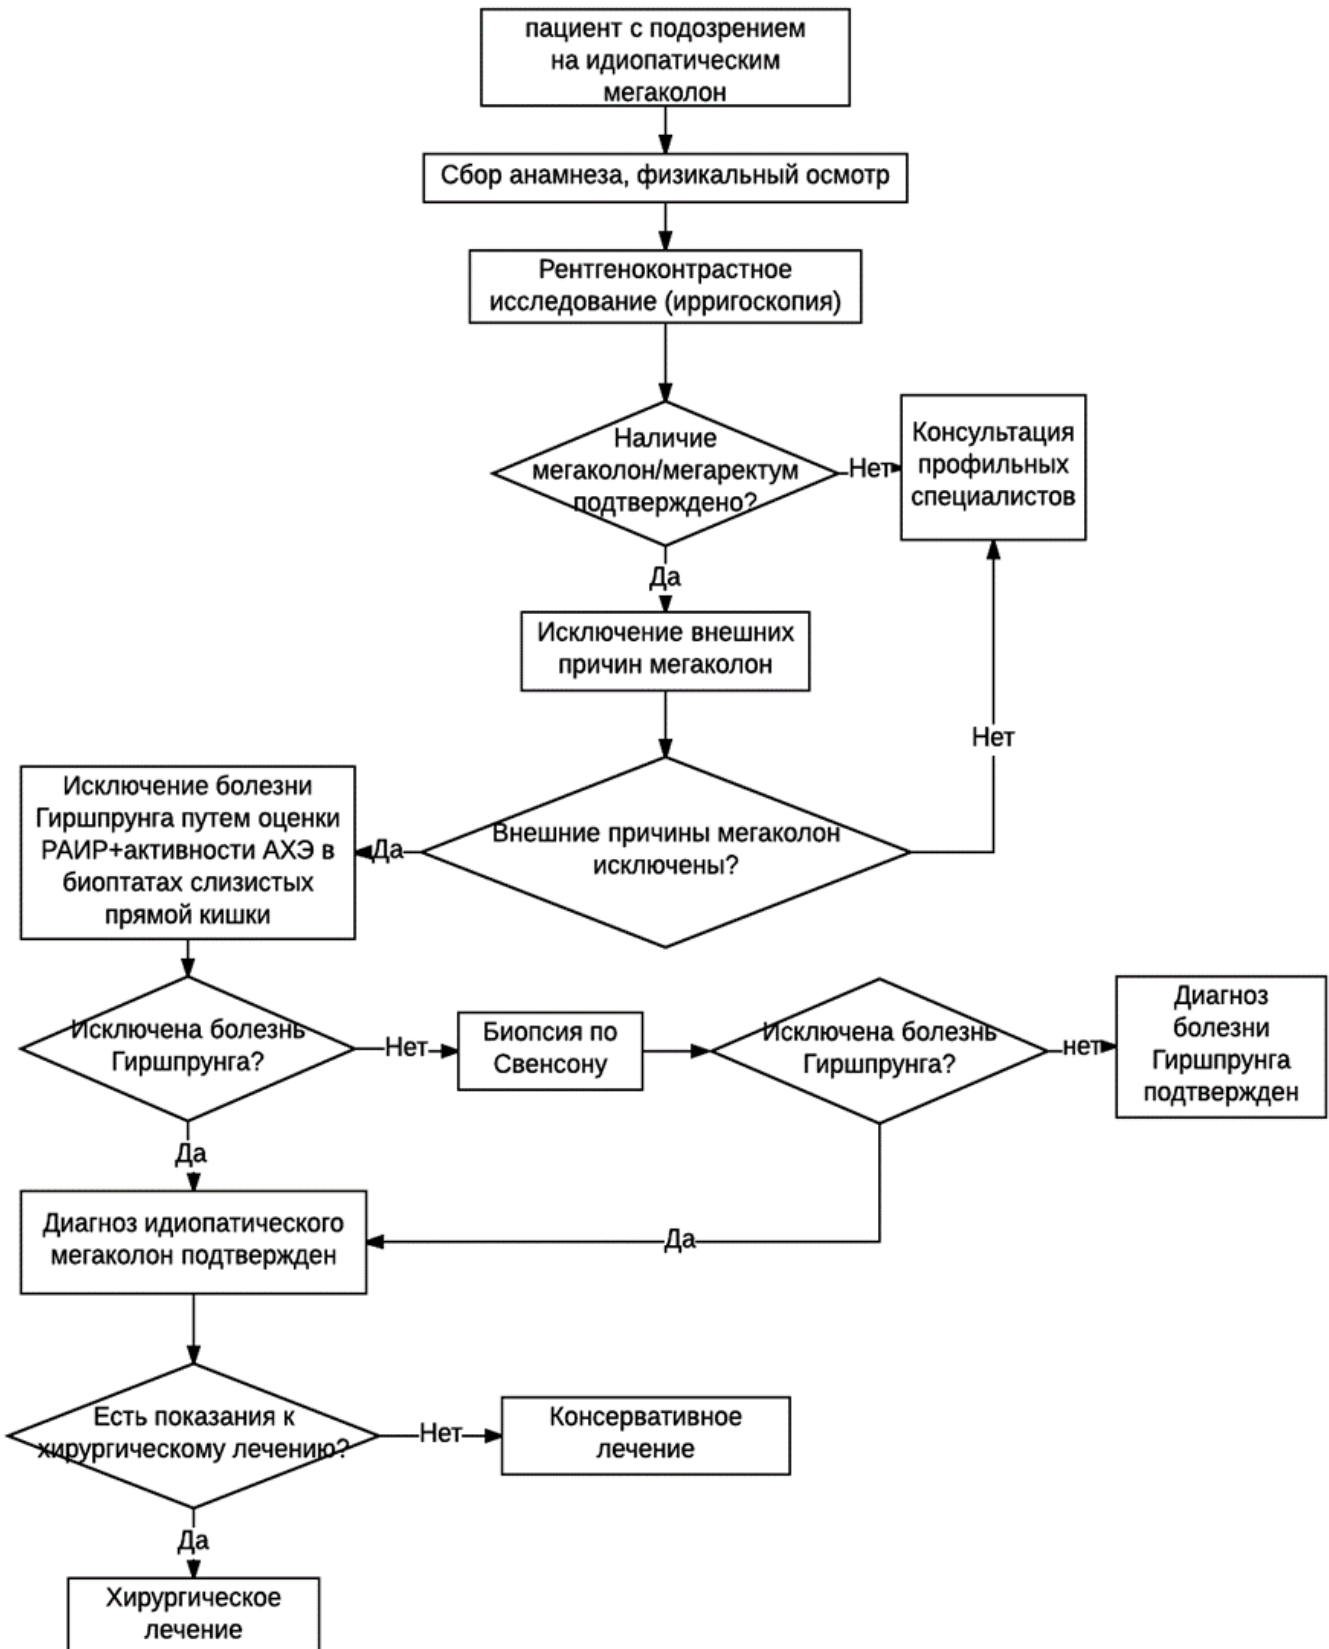 пациент с подозрением
на идиопатическим
мегаколон
Сбор анамнеза, физикальный осмотр
Рентгеноконтрастное
исследование (ирригоскопия)
Наличие
мегаколон/мегаректум
подтверждено?
Нет
Консультация
профильных
специалистов
Да
Исключение внешних
причин мегаколон
Нет
Внешние причины мегаколон
исключены?
Да
Исключение болезни
Гиршпрунга путем оценки
РАИР+активности АХЭ в
биоптатах слизистых
прямой кишки
Исключена болезнь
Гиршпрунга?
Нет
Биопсия по
Свенсону
Исключена болезнь
Гиршпрунга?
нет
Диагноз
болезни
Гиршпрунга
подтвержден
Да
Диагноз идиопатического
мегаколон подтвержден
Да
Есть показания к
хирургическому лечению?
Нет
Консервативное
лечение
Да
Хирургическое
лечение